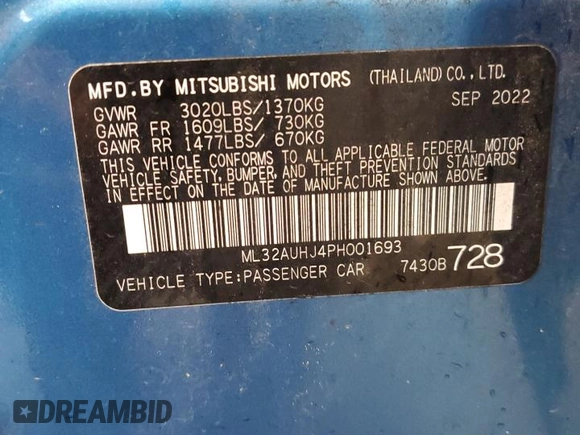 MFD.BY MITSUBISHI MOTORS (THAILAND) CO., LTD.
GVWR 3020LBS/1370KG SEP 2022
GAWR FR 1609LBS/ 730KG
GAWR RR 1477LBS/ 670KG
THIS VEHICLE CONFORMS TO ALL APPLICABLE FEDERAL MOTOR
VEHICLE SAFETY, BUMPER, AND THEFT PREVENTION STANDARDS
IN EFFECT ON THE DATE OF MANUFACTURE SHOWN ABOVE.
ML32AUHJ4PH001693
VEHICLE TYPE:PASSENGER CAR 7430B 728
DREAMBID